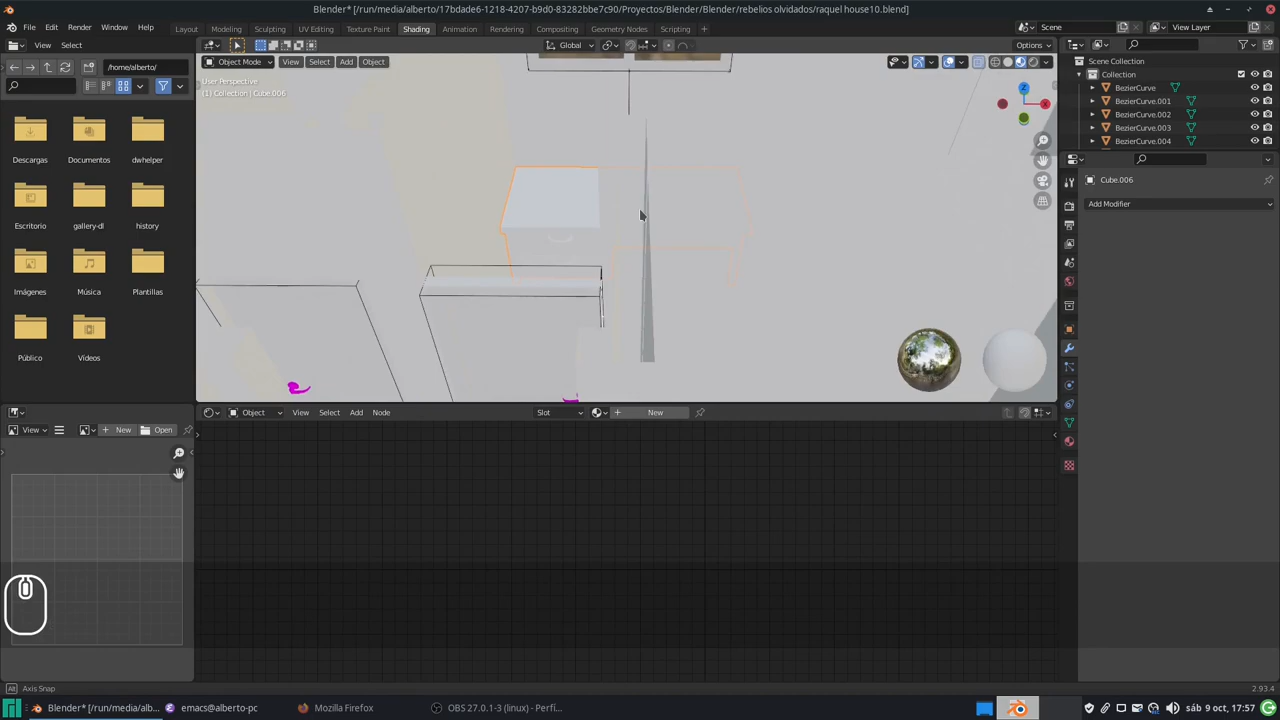 Blender* [/run/media/alberto/17bdade6-1218-4207-b9d0-83282bbe7c90/Proyectos/Blender/Blender/rebelios olvidados/raquel house10.blend]
File Edit Render Window Help Layout Modeling Sculpting UV Editing Texture Paint Shading Animation Rendering Compositing Geometry Nodes Scripting + Scene View Layer
View Select Global Options
/home/alberto/ Object Mode View Select Add Object Scene Collection
User Perspective Collection
(1) Collection | Cube.006 BezierCurve
BezierCurve.001
BezierCurve.002
BezierCurve.003
BezierCurve.004
Descargas Documentos dwhelper
Cube.006
Add Modifier
Escritorio gallery-dl history
Imágenes Música Plantillas
Público Vídeos
Object View Select Add Node Slot New
View New Open
Axis Snap 2.93.4
Blender* [/run/media/alb... emacs@alberto-pc Mozilla Firefox OBS 27.0.1-3 (linux) - Perfi... sáb 9 oct, 17:57